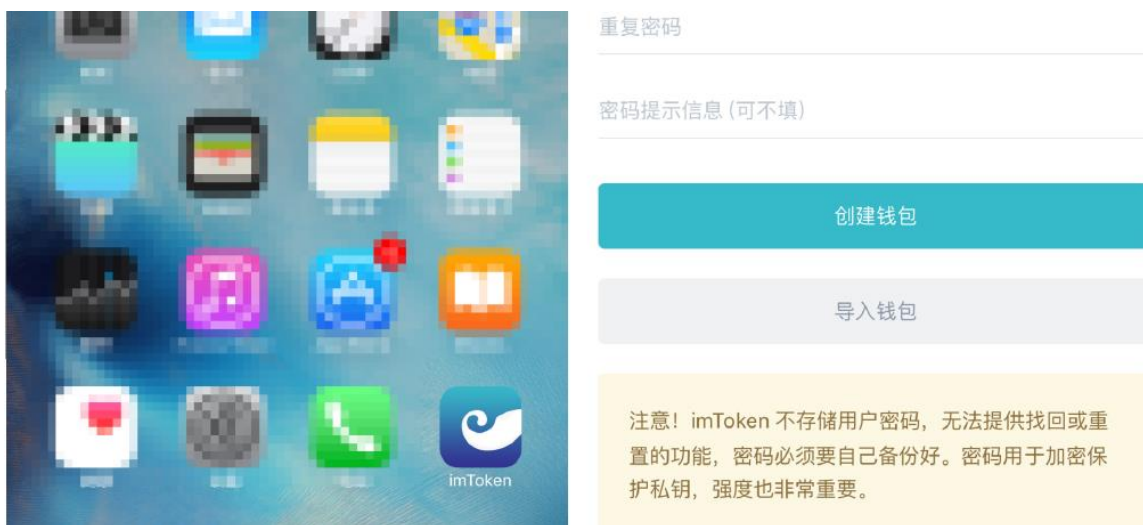 imToken
重复密码
密码提示信息（可不填）
创建钱包
导入钱包
注意！imToken 不存储用户密码，无法提供找回或重
置的功能，密码必须要自己备份好。密码用于加密保
护私钥，强度也非常重要。